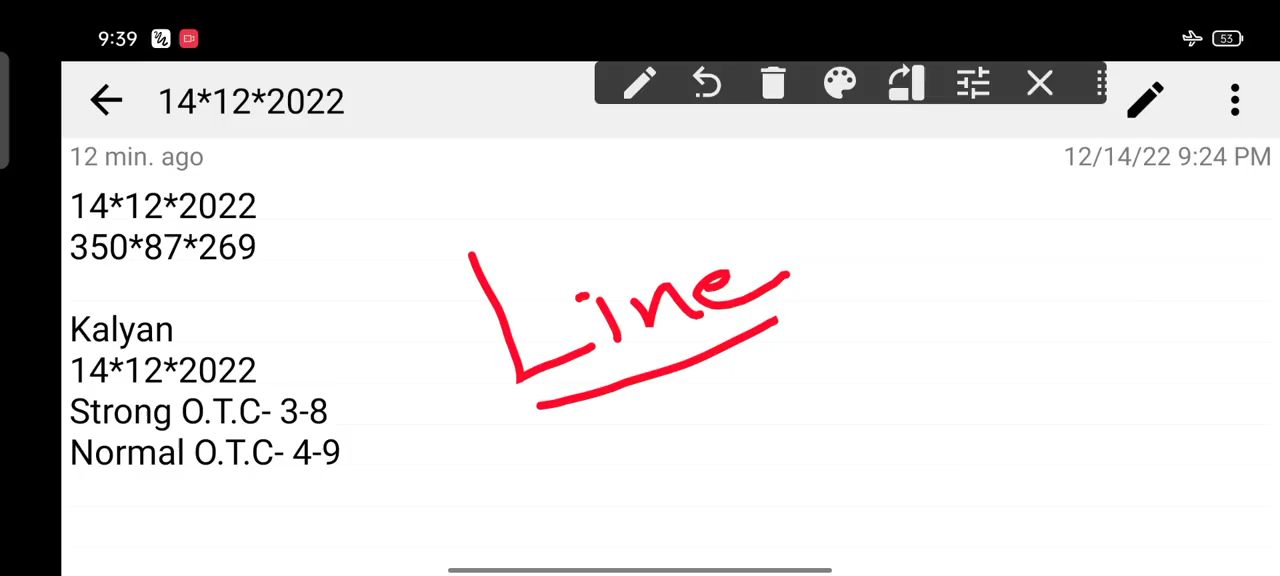 9:39
53
14*12*2022
12 min. ago
12/14/22 9:24 PM
14*12*2022
350*87*269
Line
Kalyan
14*12*2022
Strong O.T.C- 3-8
Normal O.T.C- 4-9